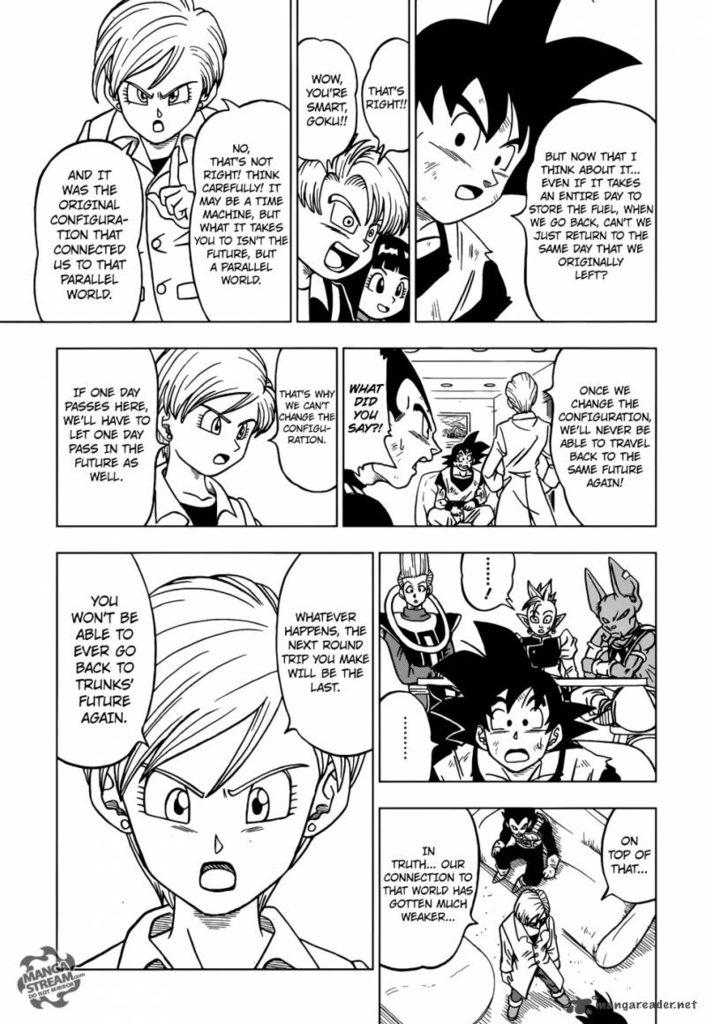 BUT NOW THAT I
THINK ABOUT IT...
EVEN IF IT TAKES
AN ENTIRE DAY TO
STORE THE FUEL, WHEN
WE GO BACK, CAN'T WE
JUST RETURN TO THE
SAME DAY THAT WE
ORIGINALLY
LEFT?
THAT'S
RIGHT!!
WOW,
YOU'RE
SMART,
GOKU!!
NO,
THAT'S NOT
RIGHT! THINK
CAREFULLY! IT
MAY BE A TIME
MACHINE, BUT
WHAT IT TAKES
YOU TO ISN'T THE
FUTURE, BUT
A PARALLEL
WORLD.
AND IT
WAS THE
ORIGINAL
CONFIGURA-
TION THAT
CONNECTED
US TO THAT
PARALLEL
WORLD.
ONCE WE
CHANGE THE
CONFIGURATION,
WE'LL NEVER BE
ABLE TO TRAVEL
BACK TO THE
SAME FUTURE
AGAIN!
WHAT
DID
YOU
SAY?!
THAT'S WHY
WE CAN'T
CHANGE THE
CONFIGU-
RATION.
IF ONE DAY
PASSES HERE,
WE'LL HAVE TO
LET ONE DAY
PASS IN THE
FUTURE AS
WELL.
......
......
WHATEVER
HAPPENS, THE
NEXT ROUND
TRIP YOU MAKE
WILL BE THE
LAST.
YOU
WON'T BE
ABLE TO
EVER GO
BACK TO
TRUNKS'
FUTURE
AGAIN.
ON
TOP OF
THAT...
IN
TRUTH... OUR
CONNECTION TO
THAT WORLD HAS
GOTTEN MUCH
WEAKER...
MANGA
STREAM.com
DO NOT MIRROR
mangareader.net